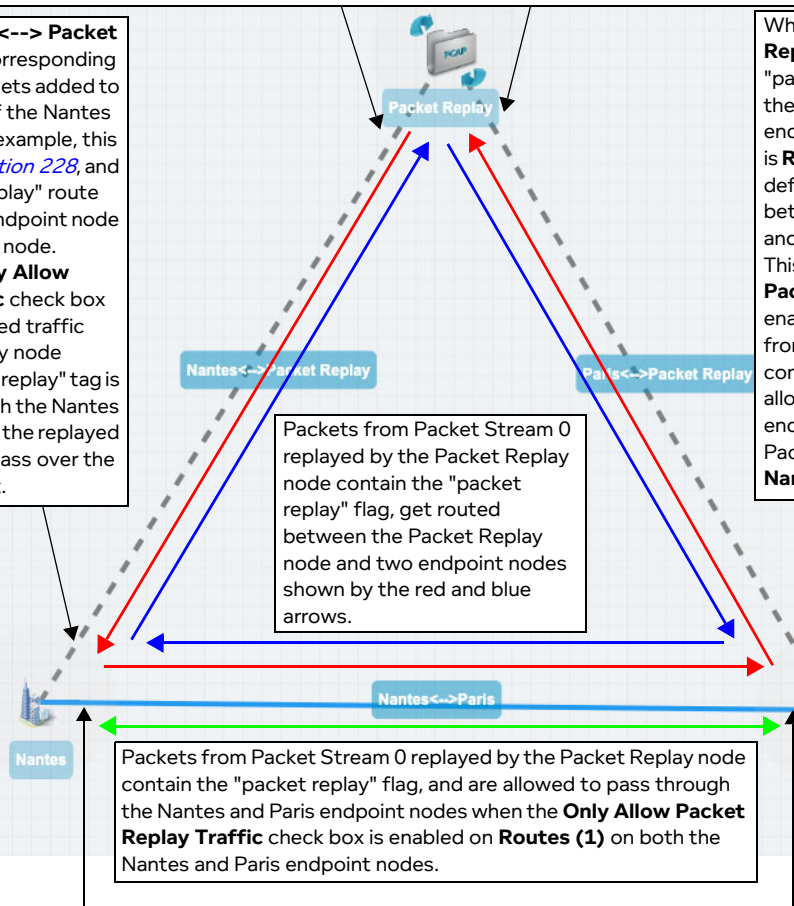 <--> Packet
rresponding
ets added to
f the Nantes
example, this
tion 228, and
play" route
ndpoint node
node.
y Allow
c check box
ed traffic
y node
replay" tag is
h the Nantes
the replayed
ass over the
PCAP
Packet Replay
Wh
Rep
"pa
the
end
is R
def
bet
and
This
Pac
ena
from
con
allo
end
Pac
Nan
Nantes<-->Packet Replay
Paris<-->Packet Replay
Packets from Packet Stream 0
replayed by the Packet Replay
node contain the "packet
replay" flag, get routed
between the Packet Replay
node and two endpoint nodes
shown by the red and blue
arrows.
Nantes<-->Paris
Nantes
Packets from Packet Stream 0 replayed by the Packet Replay node
contain the "packet replay" flag, and are allowed to pass through
the Nantes and Paris endpoint nodes when the Only Allow Packet
Replay Traffic check box is enabled on Routes (1) on both the
Nantes and Paris endpoint nodes.